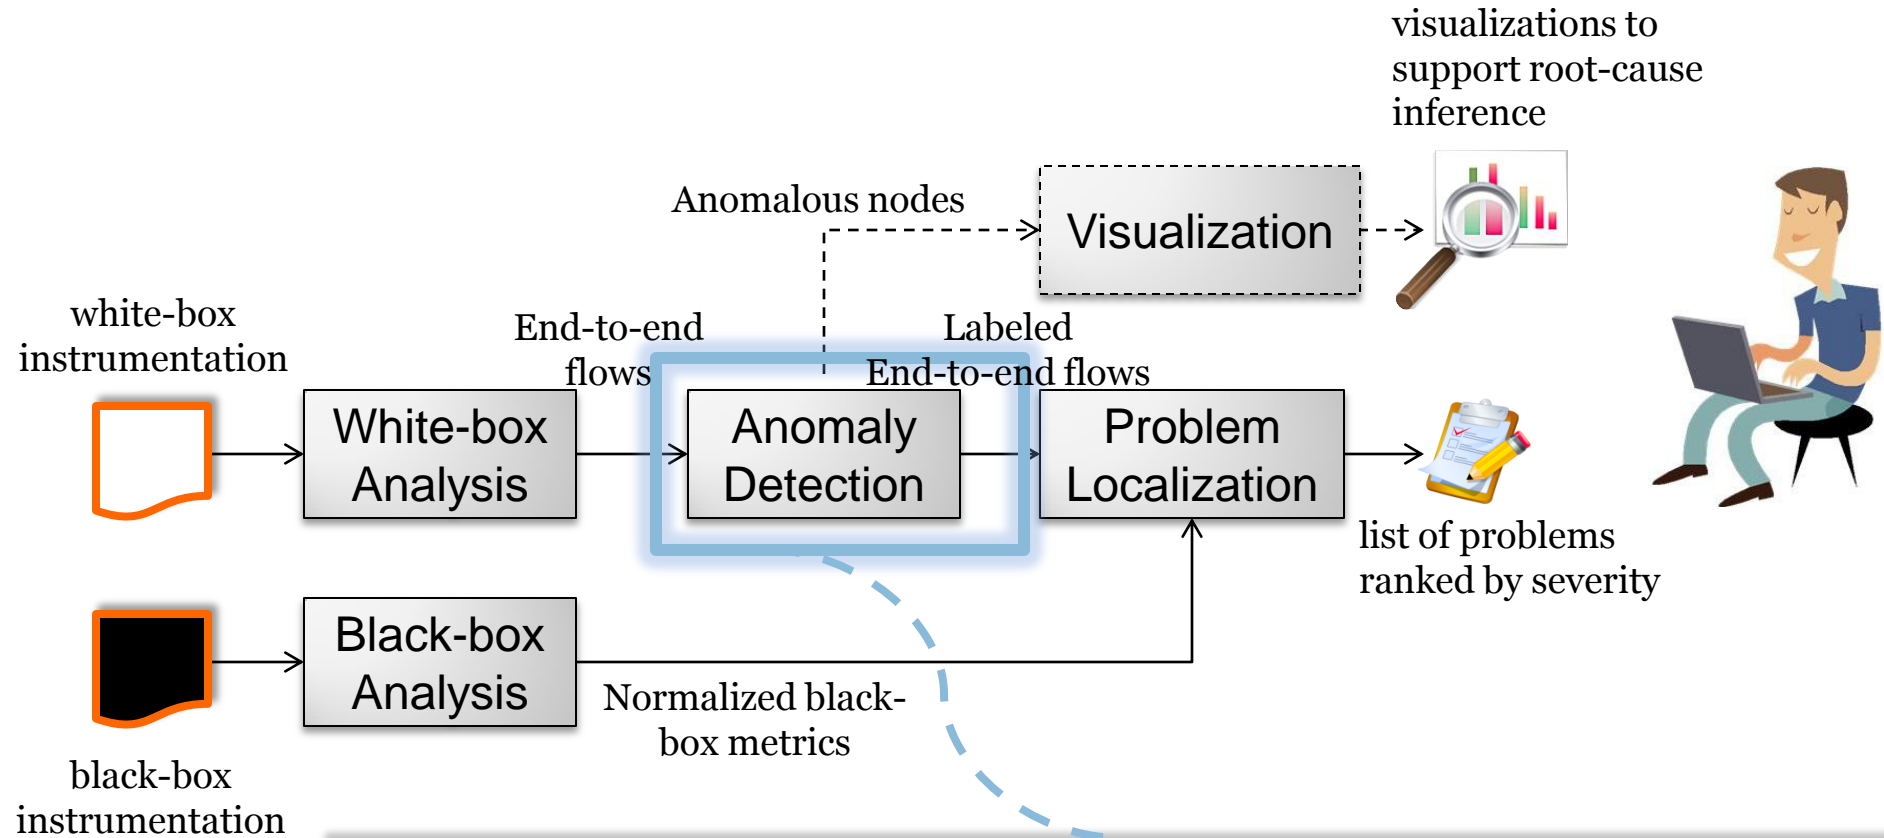 visualizations to
support root-cause
inference
Anomalous nodes
Visualization
white-box
instrumentation
End-to-end
flows
Labeled
End-to-end flows
White-box
Analysis
Anomaly
Detection
Problem
Localization
list of problems
ranked by severity
Black-box
Analysis
Normalized black-
box metrics
black-box
instrumentation